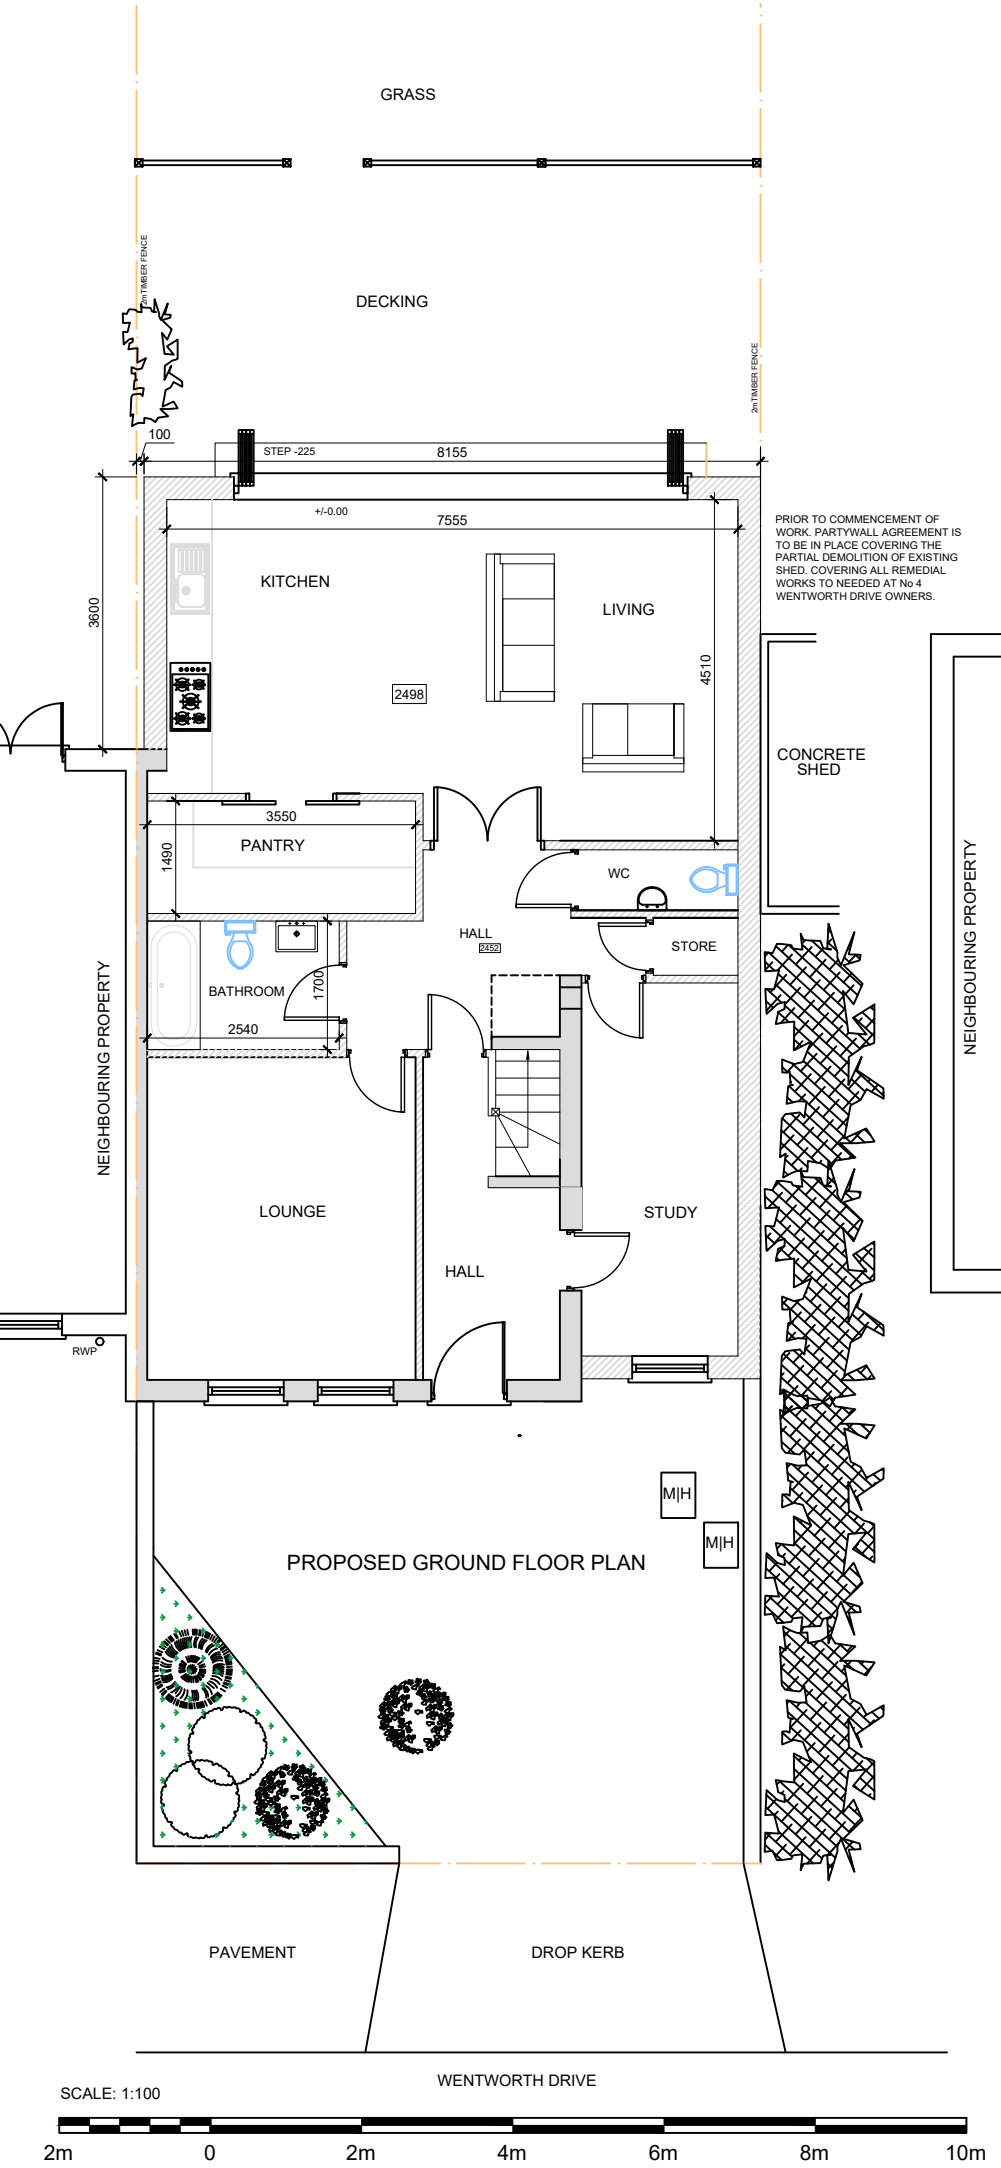 GRASS
2mTIMBER FENCE
DECKING
2mTIMBER FENCE
100
STEP -225
8155
+/-0.00
7555
PRIOR TO COMMENCEMENT OF
WORK. PARTYWALL AGREEMENT IS
TO BE IN PLACE COVERING THE
PARTIAL DEMOLITION OF EXISTING
SHED. COVERING ALL REMEDIAL
WORKS TO NEEDED AT No 4
WENTWORTH DRIVE OWNERS.
KITCHEN
LIVING
3600
4510
2498
CONCRETE
SHED
3550
PANTRY
1490
WC
NEIGHBOURING PROPERTY
HALL
2452
STORE
BATHROOM
1700
2540
NEIGHBOURING PROPERTY
LOUNGE
STUDY
HALL
RWP
M|H
M|H
PROPOSED GROUND FLOOR PLAN
PAVEMENT
DROP KERB
WENTWORTH DRIVE
SCALE: 1:100
2m 0 2m 4m 6m 8m 10m